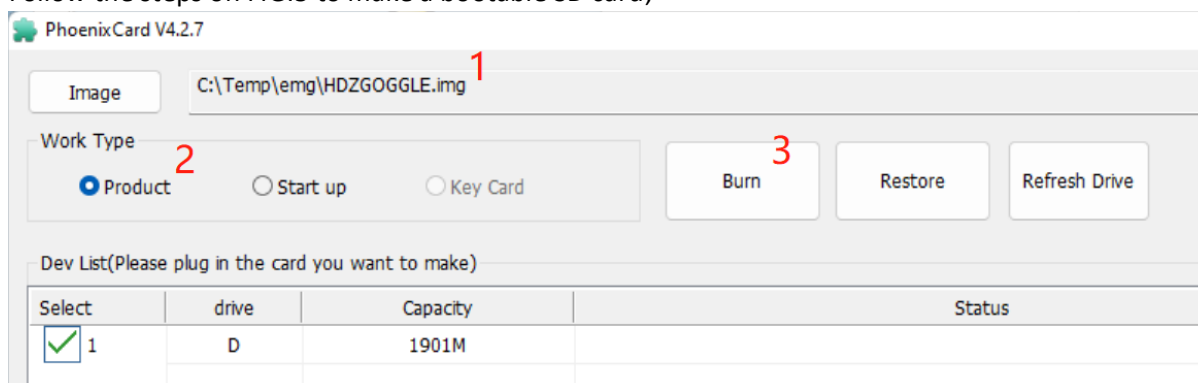 PhoenixCard V4.2.7
1
Image C:\Temp\emg\HDZGOGGLE.img
Work Type
2 3
Product Start up Key Card Burn Restore Refresh Drive
Dev List(Please plug in the card you want to make)
Select drive Capacity Status
1 D 1901M